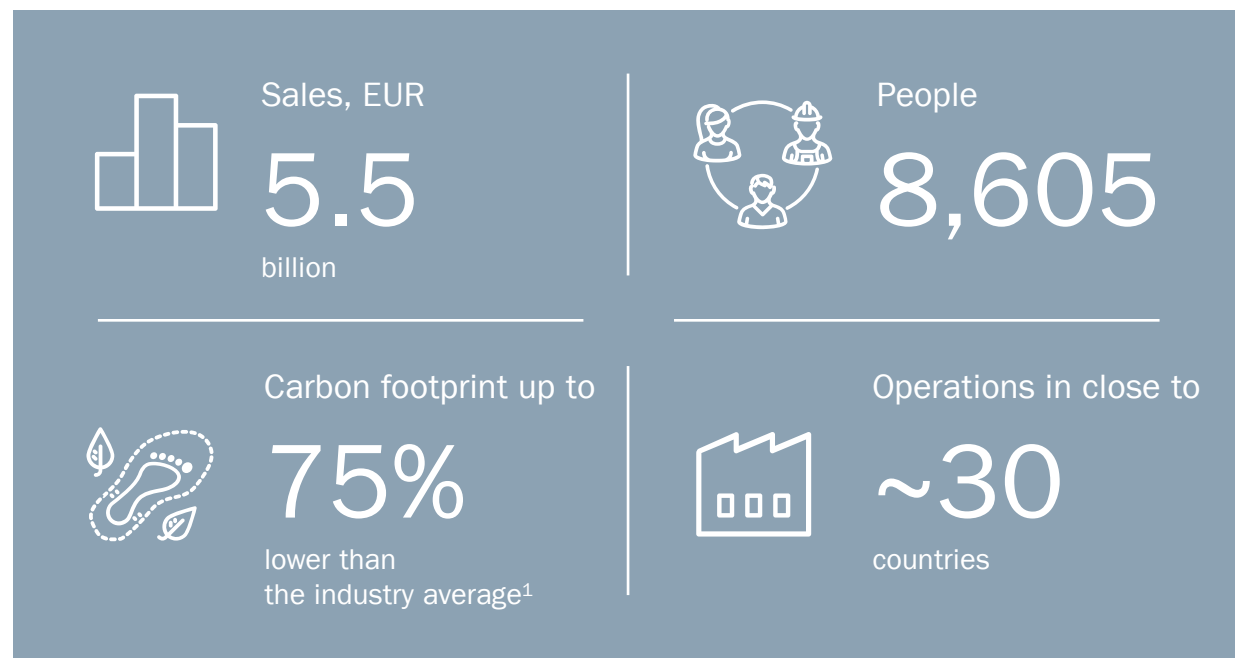 Sales, EUR
5.5
billion
People
8,605
Carbon footprint up to
75%
lower than
the industry average¹
Operations in close to
~30
countries